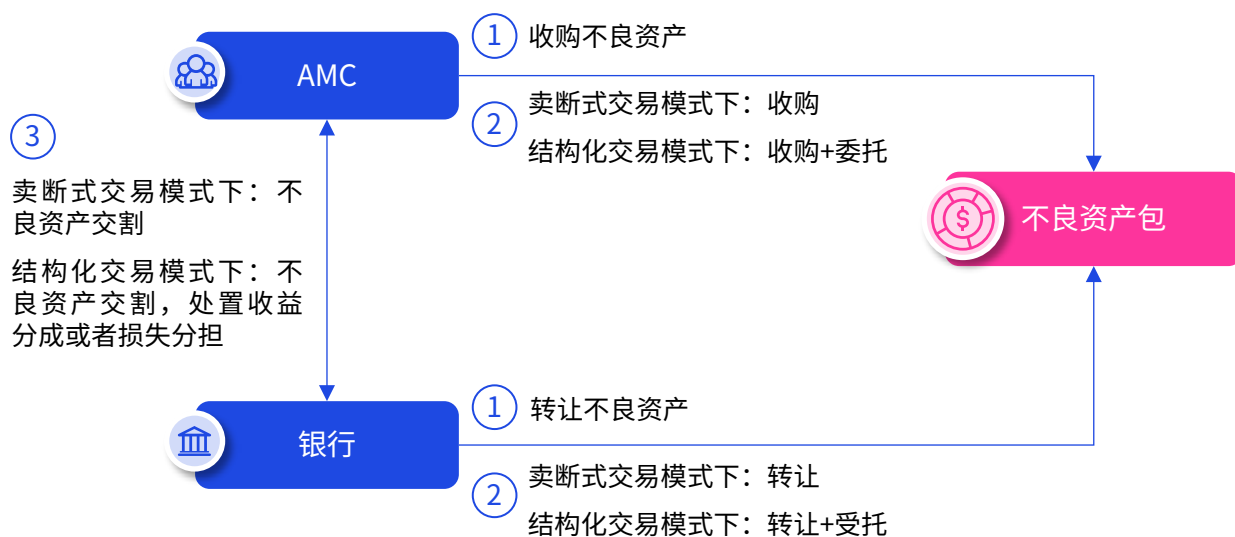 1 收购不良资产
AMC
2 卖断式交易模式下：收购
结构化交易模式下：收购+委托
3
卖断式交易模式下：不
良资产交割
结构化交易模式下：不
良资产交割，处置收益
分成或者损失分担
$ 不良资产包
1 转让不良资产
银行
2 卖断式交易模式下：转让
结构化交易模式下：转让+受托